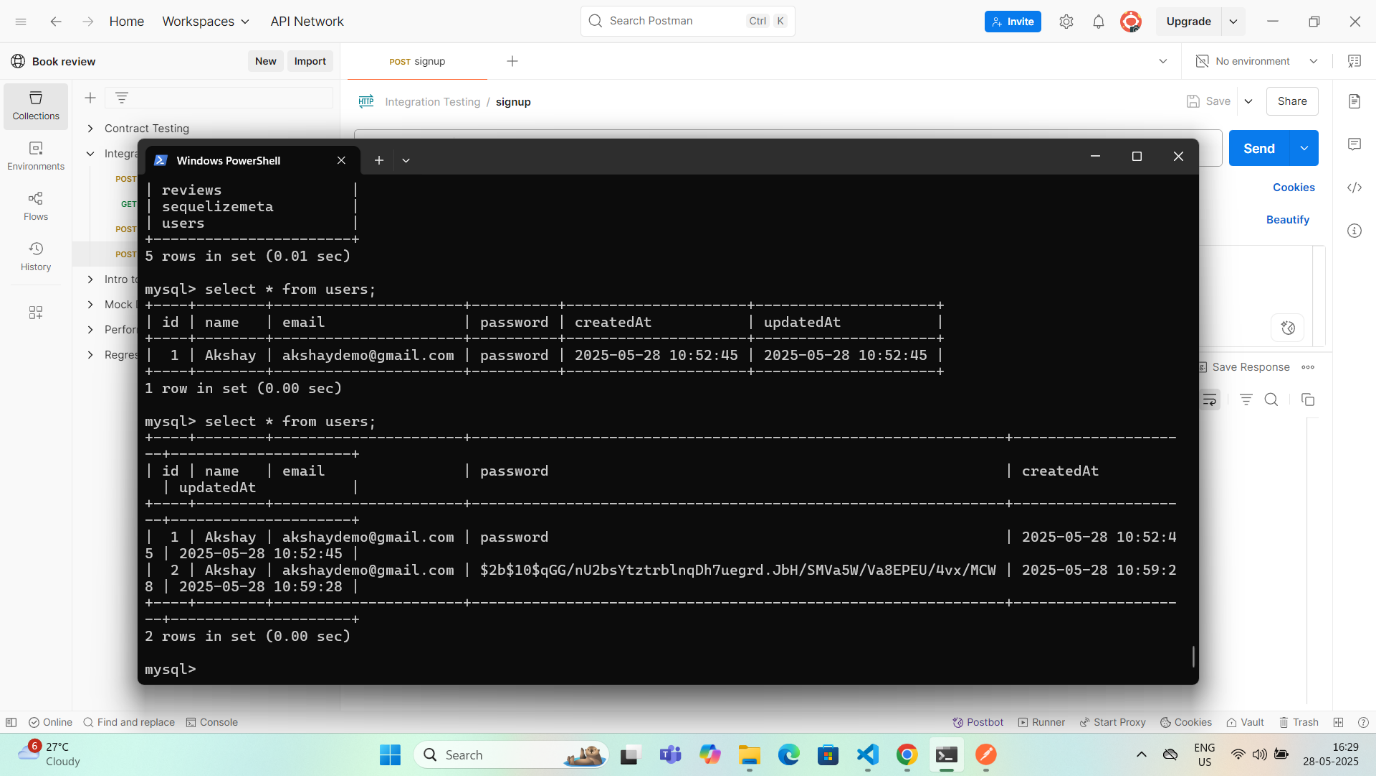 Home
Workspaces
API Network
Search Postman
Ctrl K
Invite
Upgrade
Book review
New
Import
POST signup
No environment
Collections
Environments
Flows
History
HTTP Integration Testing / signup
Save
Share
Contract Testing
Integra
POST
GET
POST
POST
Intro to
Mock
Perfor
Regres
Send
Cookies
Beautify
Save Response
Windows PowerShell
| reviews |
| sequelizemeta |
| users |
+-----------------------+
5 rows in set (0.01 sec)
mysql> select * from users;
+----+--------+----------------------+----------+---------------------+---------------------+
| id | name | email | password | createdAt | updatedAt |
+----+--------+----------------------+----------+---------------------+---------------------+
| 1 | Akshay | akshaydemo@gmail.com | password | 2025-05-28 10:52:45 | 2025-05-28 10:52:45 |
+----+--------+----------------------+----------+---------------------+---------------------+
1 row in set (0.00 sec)
mysql> select * from users;
+----+--------+----------------------+--------------------------------------------------------------+-------------------
--+---------------------+
| id | name | email | password | createdAt
| updatedAt |
+----+--------+----------------------+--------------------------------------------------------------+-------------------
--+---------------------+
| 1 | Akshay | akshaydemo@gmail.com | password | 2025-05-28 10:52:4
5 | 2025-05-28 10:52:45 |
| 2 | Akshay | akshaydemo@gmail.com | $2b$10$qGG/nU2bsYtztrblnqDh7uegrd.JbH/SMVa5W/Va8EPEU/4vx/MCW | 2025-05-28 10:59:2
8 | 2025-05-28 10:59:28 |
+----+--------+----------------------+--------------------------------------------------------------+-------------------
--+---------------------+
2 rows in set (0.00 sec)
mysql>
Online
Find and replace
Console
Postbot
Runner
Start Proxy
Cookies
Vault
Trash
6
27°C
Cloudy
Search
ENG
US
16:29
28-05-2025